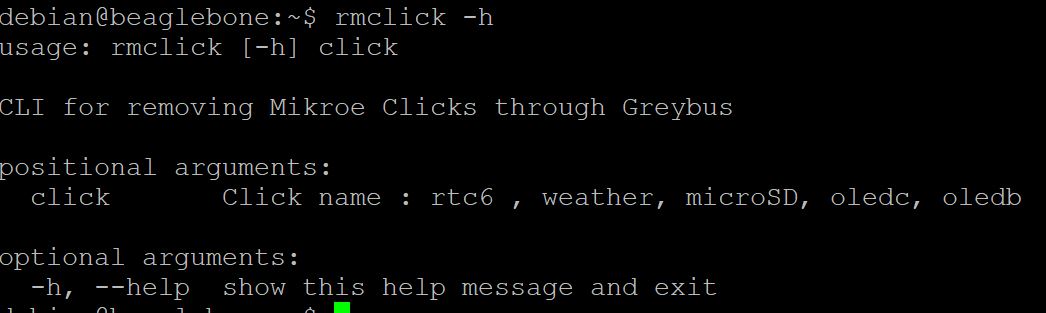 debian@beaglebone:~$ rmclick -h
usage: rmclick [-h] click
CLI for removing Mikroe Clicks through Greybus
positional arguments:
click Click name : rtc6 , weather, microSD, oledc, oledb
optional arguments:
-h, --help show this help message and exit